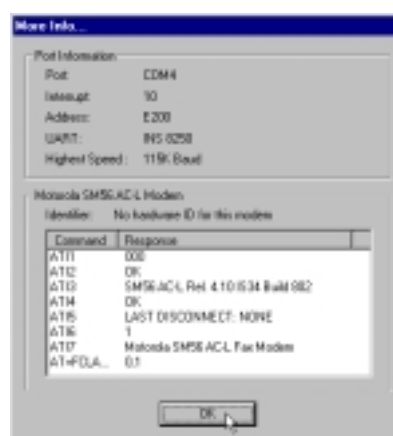 More Info...
Port Information
Port: COM4
Interrupt: 10
Address: E200
UART: INS 8250
Highest Speed: 115K Baud
Motorola SM56 AC-L Modem
Identifier: No hardware ID for this modem
Command Response
ATI1 000
ATI2 OK
ATI3 SM56 AC-L Rel. 4.10 Build 802
ATI4 OK
ATI5 LAST DISCONNECT: NONE
ATI6 1
ATI7 Motorola SM56 AC-L Fax Modem
AT+FCLA... 0,1
OK